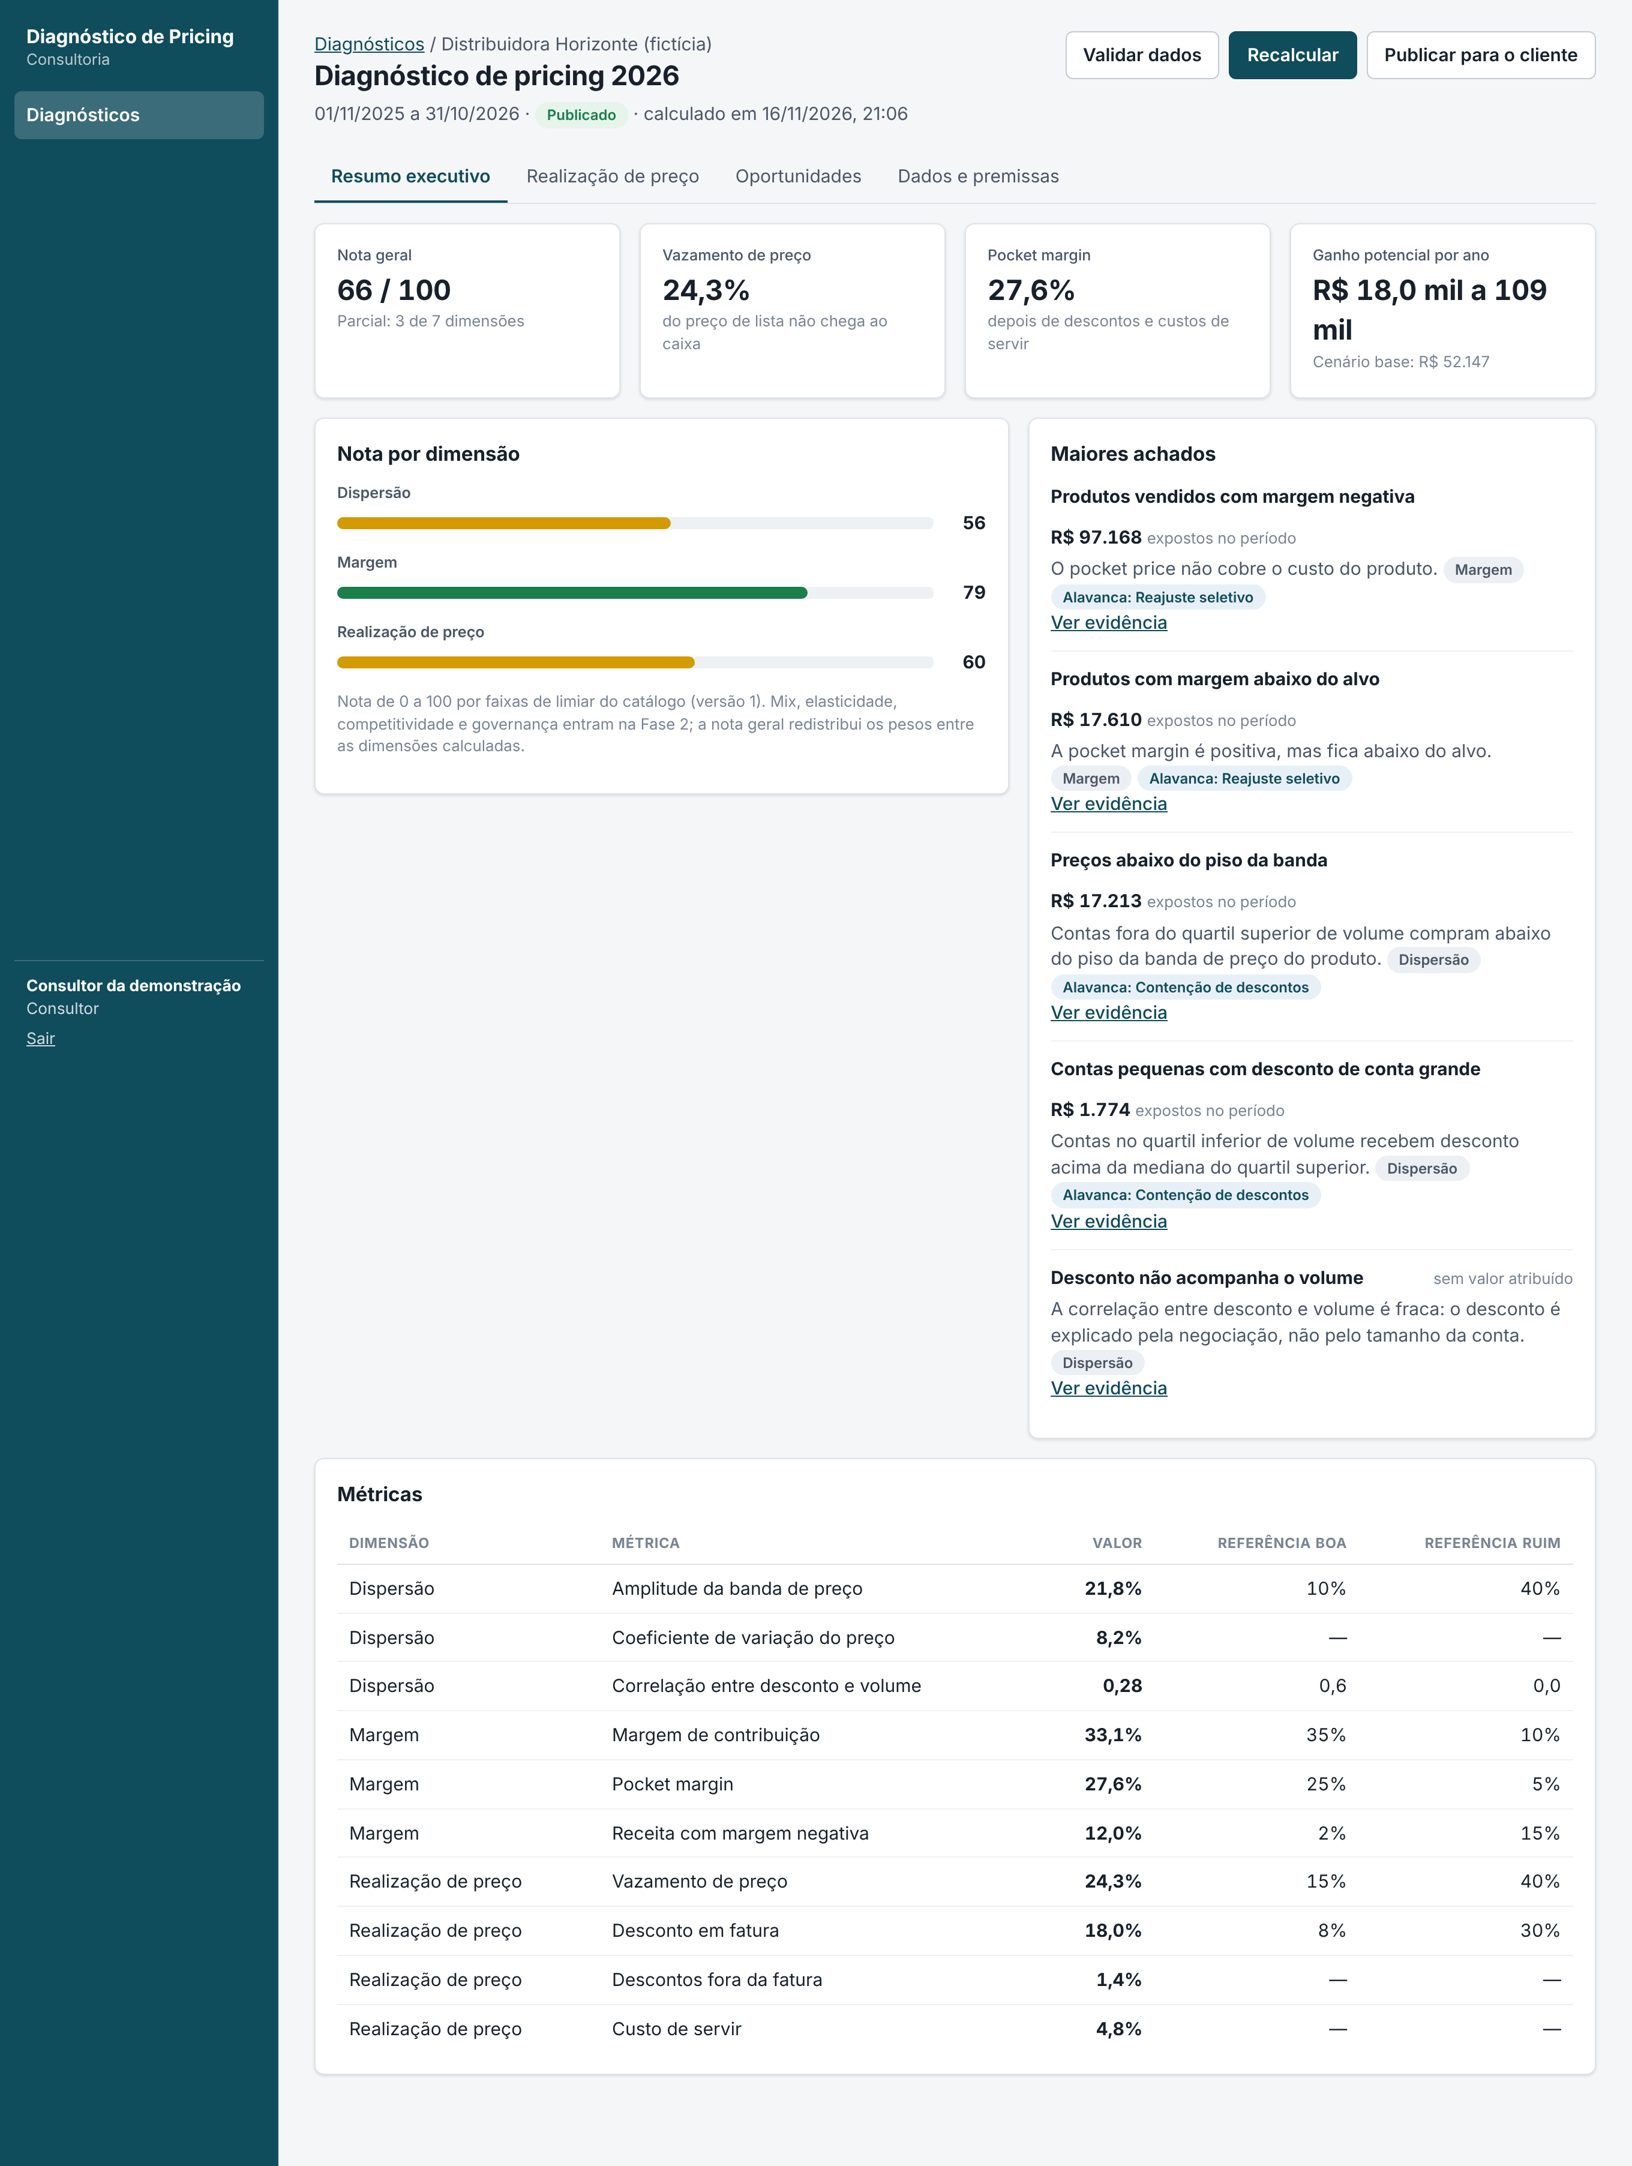 Diagnóstico de Pricing
Consultoria
Diagnósticos
Consultor da demonstração
Consultor
Sair
Diagnósticos / Distribuidora Horizonte (fictícia)
Diagnóstico de pricing 2026
01/11/2025 a 31/10/2026 · Publicado · calculado em 16/11/2026, 21:06
Validar dados
Recalcular
Publicar para o cliente
Resumo executivo
Realização de preço
Oportunidades
Dados e premissas
Nota geral
66 / 100
Parcial: 3 de 7 dimensões
Vazamento de preço
24,3%
do preço de lista não chega ao
caixa
Pocket margin
27,6%
depois de descontos e custos de
servir
Ganho potencial por ano
R$ 18,0 mil a 109
mil
Cenário base: R$ 52.147
Nota por dimensão
Dispersão
56
Margem
79
Realização de preço
60
Nota de 0 a 100 por faixas de limiar do catálogo (versão 1). Mix, elasticidade,
competitividade e governança entram na Fase 2; a nota geral redistribui os pesos entre
as dimensões calculadas.
Maiores achados
Produtos vendidos com margem negativa
R$ 97.168 expostos no período
O pocket price não cobre o custo do produto. Margem
Alavanca: Reajuste seletivo
Ver evidência
Produtos com margem abaixo do alvo
R$ 17.610 expostos no período
A pocket margin é positiva, mas fica abaixo do alvo.
Margem Alavanca: Reajuste seletivo
Ver evidência
Preços abaixo do piso da banda
R$ 17.213 expostos no período
Contas fora do quartil superior de volume compram abaixo
do piso da banda de preço do produto. Dispersão
Alavanca: Contenção de descontos
Ver evidência
Contas pequenas com desconto de conta grande
R$ 1.774 expostos no período
Contas no quartil inferior de volume recebem desconto
acima da mediana do quartil superior. Dispersão
Alavanca: Contenção de descontos
Ver evidência
Desconto não acompanha o volume sem valor atribuído
A correlação entre desconto e volume é fraca: o desconto é
explicado pela negociação, não pelo tamanho da conta.
Dispersão
Ver evidência
Métricas
DIMENSÃO MÉTRICA VALOR REFERÊNCIA BOA REFERÊNCIA RUIM
Dispersão Amplitude da banda de preço 21,8% 10% 40%
Dispersão Coeficiente de variação do preço 8,2% — —
Dispersão Correlação entre desconto e volume 0,28 0,6 0,0
Margem Margem de contribuição 33,1% 35% 10%
Margem Pocket margin 27,6% 25% 5%
Margem Receita com margem negativa 12,0% 2% 15%
Realização de preço Vazamento de preço 24,3% 15% 40%
Realização de preço Desconto em fatura 18,0% 8% 30%
Realização de preço Descontos fora da fatura 1,4% — —
Realização de preço Custo de servir 4,8% — —